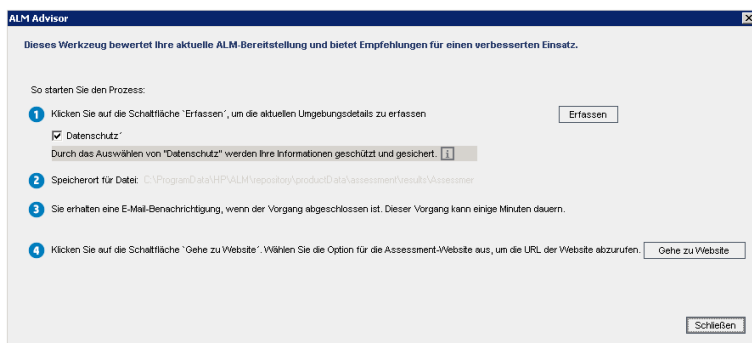 ALM Advisor
Dieses Werkzeug bewertet Ihre aktuelle ALM-Bereitstellung und bietet Empfehlungen für einen verbesserten Einsatz.
So starten Sie den Prozess:
1 Klicken Sie auf die Schaltfläche `Erfassen´, um die aktuellen Umgebungsdetails zu erfassen Erfassen
Datenschutz´
Durch das Auswählen von "Datenschutz" werden Ihre Informationen geschützt und gesichert. i
2 Speicherort für Datei: C:\ProgramData\HP\ALM\repository\productData\assessment\results\Assessmer
3 Sie erhalten eine E-Mail-Benachrichtigung, wenn der Vorgang abgeschlossen ist. Dieser Vorgang kann einige Minuten dauern.
4 Klicken Sie auf die Schaltfläche `Gehe zu Website´. Wählen Sie die Option für die Assessment-Website aus, um die URL der Website abzurufen. Gehe zu Website
Schließen